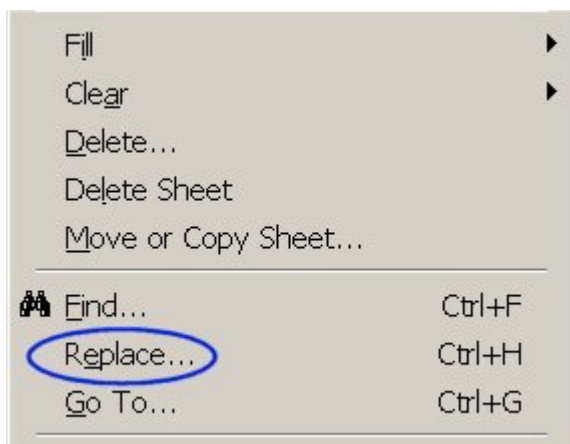 Fill
Clear
Delete...
Delete Sheet
Move or Copy Sheet...
Find... Ctrl+F
Replace... Ctrl+H
Go To... Ctrl+G